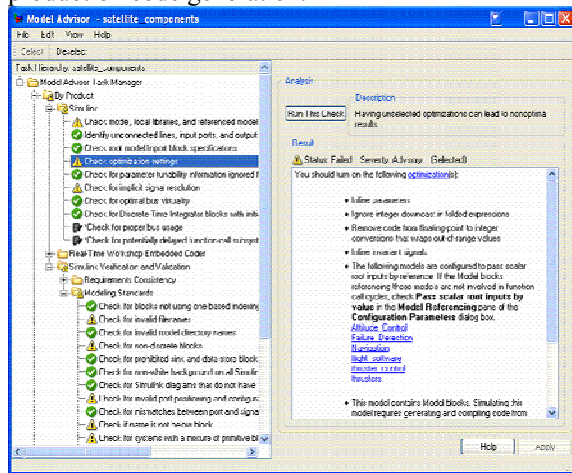 Model Advisor - satellite_components
File Edit View Help
Select Deselect
Task Hierarchy: satellite_components
Model Advisor Task Manager
By Product
Simulink
Check model, local libraries, and referenced model
Identify unconnected lines, input ports, and output
Check root model Inport block specifications
Check optimization settings
Check for parameter tunability information ignored f
Check for implicit signal resolution
Check for optimal bus virtuality
Check for Discrete-Time Integrator blocks with initi
^Check for proper bus usage
^Check for potentially delayed function-call subsyst
Real-Time Workshop Embedded Coder
Simulink Verification and Validation
Requirements Consistency
Modeling Standards
Check for blocks not using one-based indexing
Check for invalid filenames
Check for invalid model directory names
Check for non-discrete blocks
Check for prohibited sink and data store block
Check for nonwhite background on all Simulin
Check for Simulink diagrams that do not have
Check for invalid port positioning and configura
Check for mismatches between port and signa
Check if name is not below block
Check for systems with a mixture of primitive bl
Analysis
Run This Check
Description
Having unselected optimizations can lead to nonoptimal
results
Result
Status: Failed Severity: Advisory (Selected)
You should turn on the following optimization(s):
• Inline parameters
• Ignore integer downcast in folded expressions
• Remove code from floating-point to integer
conversions that wraps out-of-range values
• Inline invariant signals
• The following models are configured to pass scalar
root inputs by reference. If the Model blocks
referencing those models are not involved in function
call cycles, check Pass scalar root inputs by
value in the Model Referencing pane of the
Configuration Parameters dialog box.
Attitude_Control
Failure_Detection
Navigation
flight_software
thruster_control
thrusters
• This model contains Model blocks. Simulating this
model requires generating and compiling code from
Help Apply